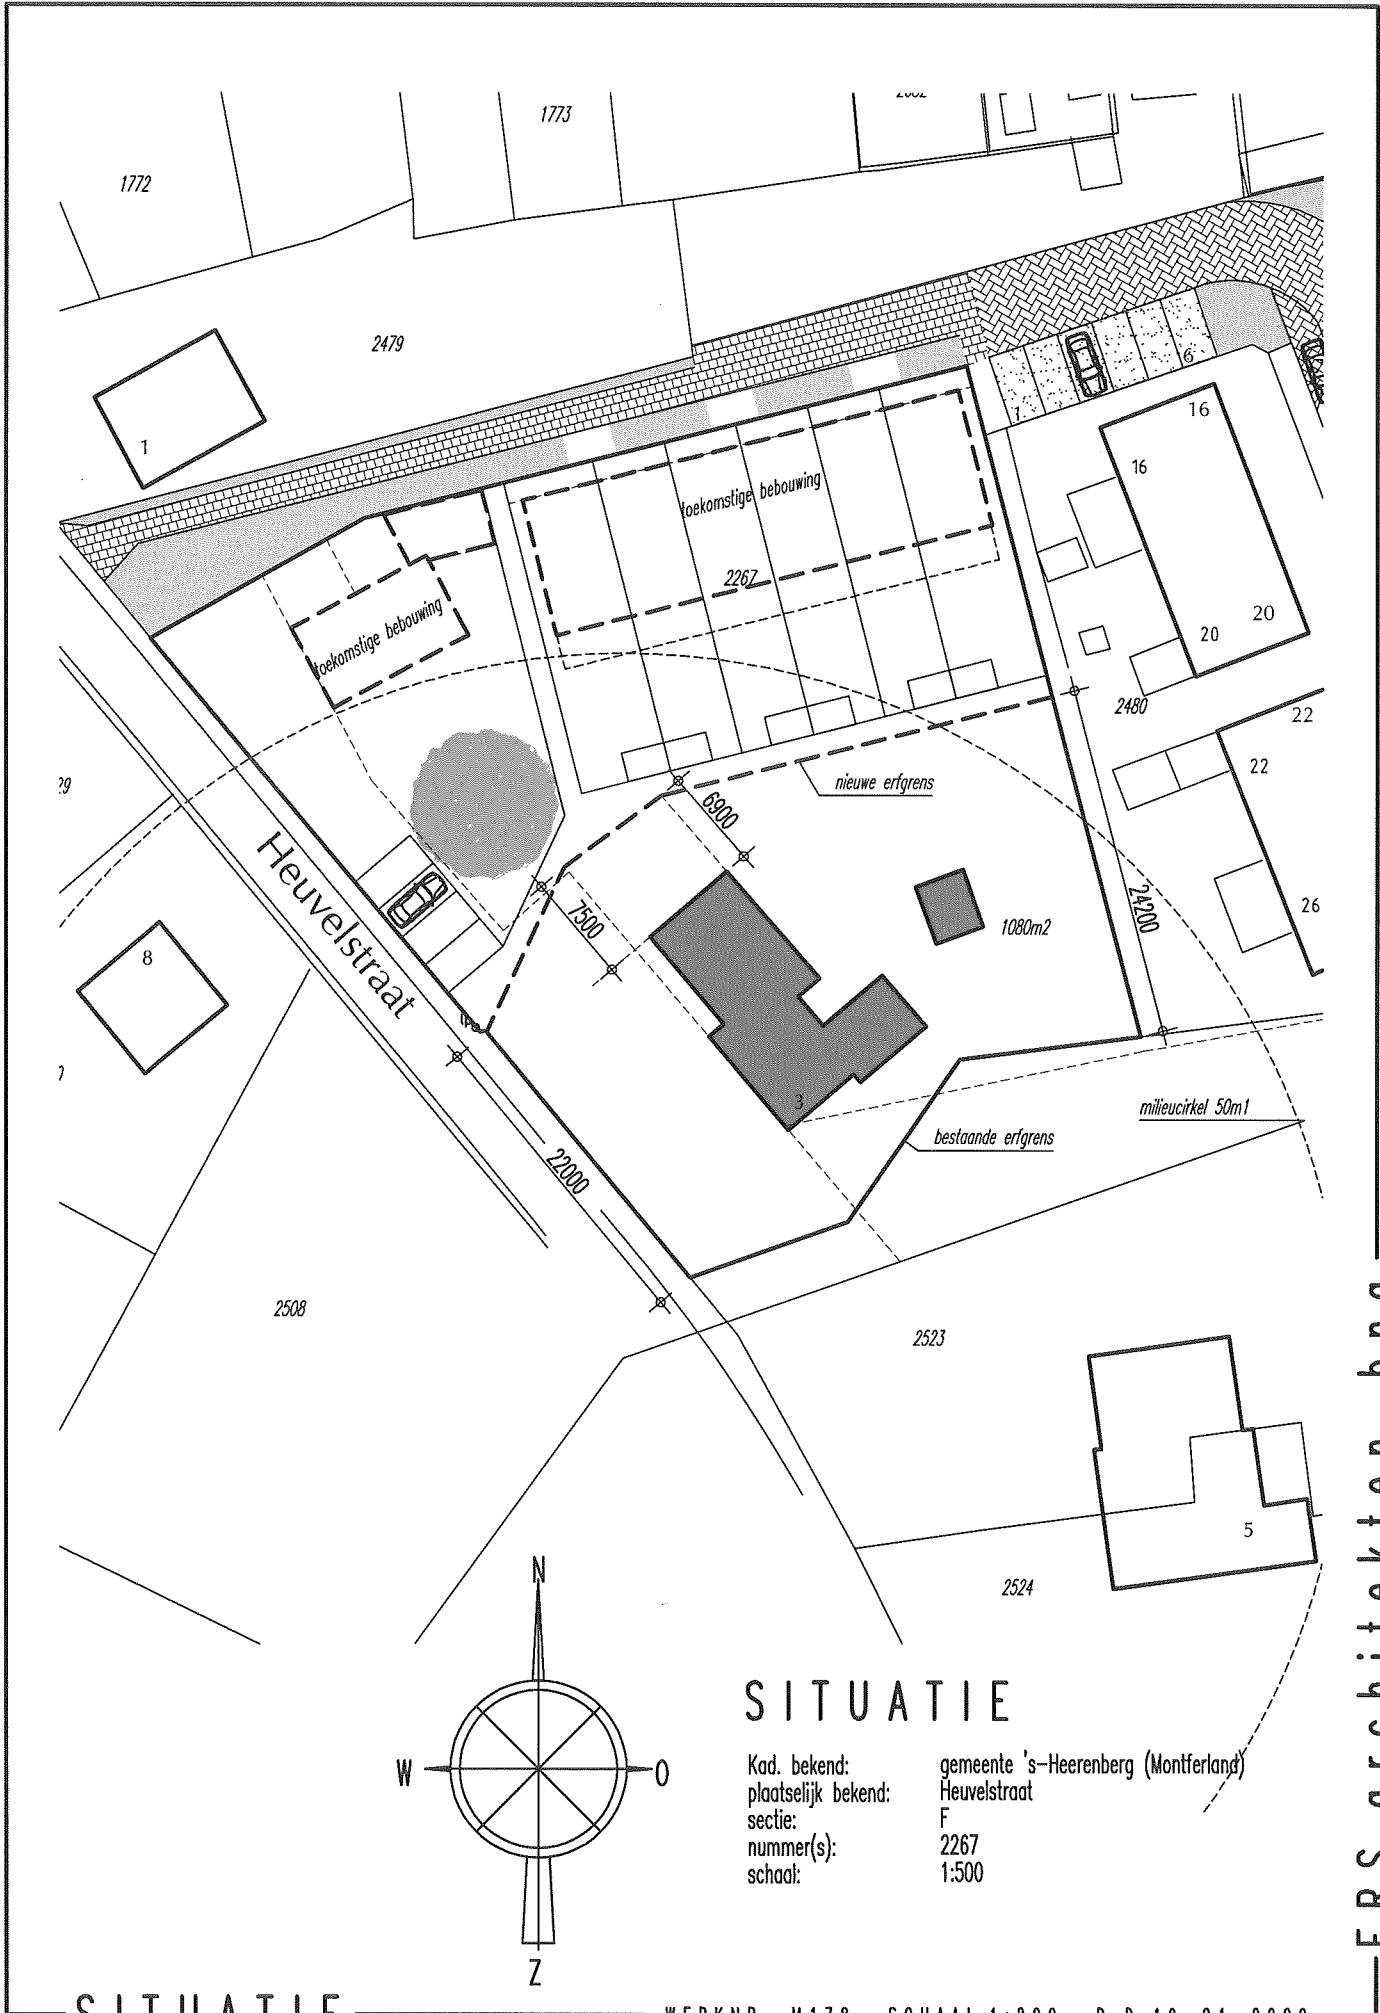 1773
1772
2479
1
6
1
16
16
toekomstige bebouwing
2267
toekomstige bebouwing
20
20
2480
22
22
nieuwe erfgrens
6900
Heuvelstraat
7500
24200
1080m2
26
8
3
milieucirkel 50m1
bestaande erfgrens
22000
2508
2523
5
2524
N
W
O
Z
SITUATIE
Kad. bekend: gemeente 's-Heerenberg (Montferland)
plaatselijk bekend: Heuvelstraat
sectie: F
nummer(s): 2267
schaal: 1:500
SITUATIE
architekten bna